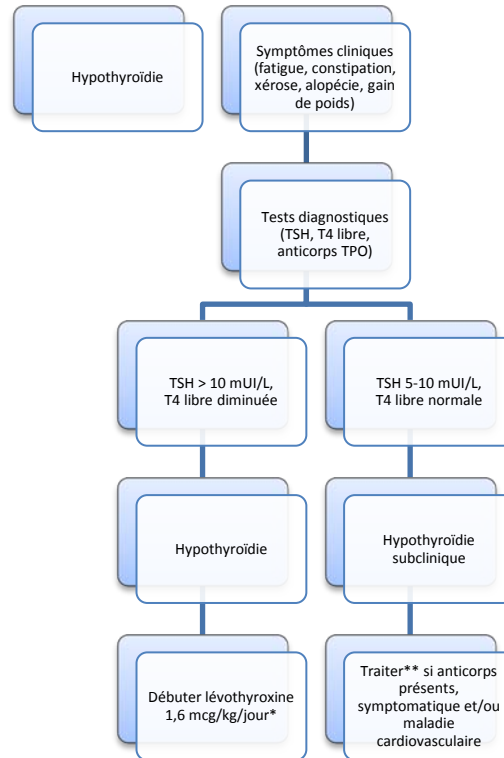 Hypothyroïdie
Symptômes cliniques
(fatigue, constipation,
xérose, alopécie, gain
de poids)
Tests diagnostiques
(TSH, T4 libre,
anticorps TPO)
TSH > 10 mUI/L,
T4 libre diminuée
TSH 5-10 mUI/L,
T4 libre normale
Hypothyroïdie
Hypothyroïdie
subclinique
Débuter lévothyroxine
1,6 mcg/kg/jour*
Traiter** si anticorps
présents,
symptomatique et/ou
maladie
cardiovasculaire